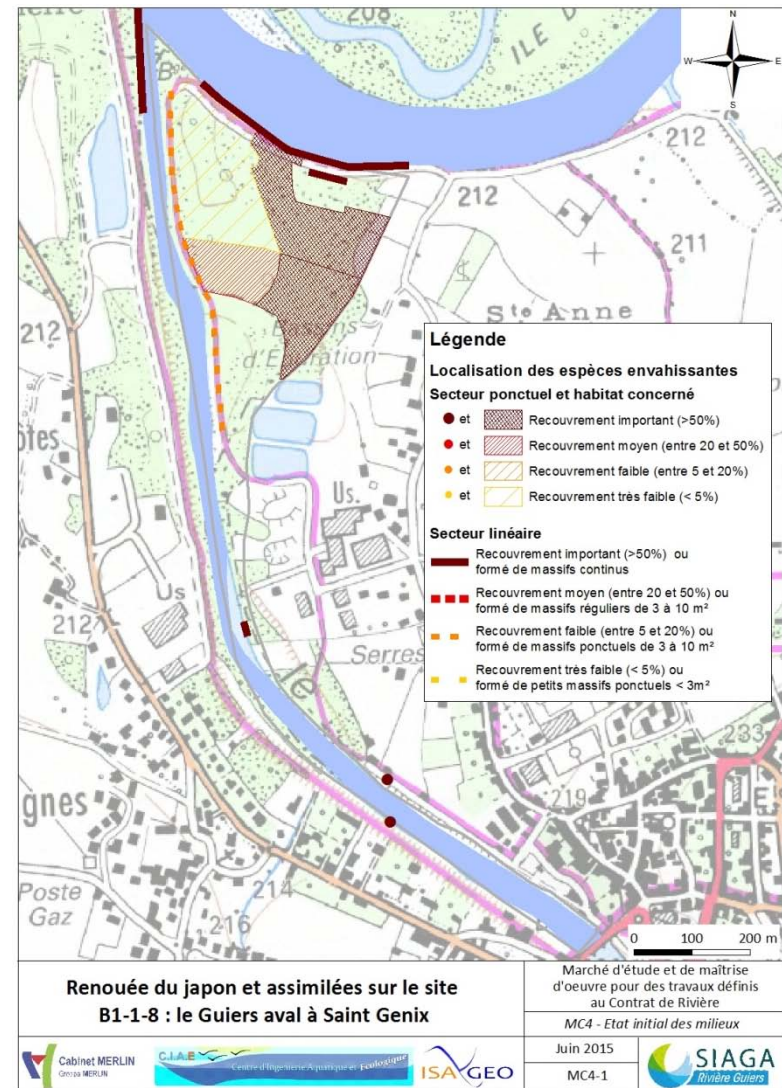 208
ILE D
N
W
E
S
212
212
211
Ste Anne
212
Bassins
d'Epuration
Us.
Us
212
Serres
le
gnes
Poste
Gaz
214
216
219
233
E
Légende
Localisation des espèces envahissantes
Secteur ponctuel et habitat concerné
et Recouvrement important (>50%)
et Recouvrement moyen (entre 20 et 50%)
et Recouvrement faible (entre 5 et 20%)
et Recouvrement très faible (< 5%)
Secteur linéaire
Recouvrement important (>50%) ou
formé de massifs continus
Recouvrement moyen (entre 20 et 50%) ou
formé de massifs réguliers de 3 à 10 m²
Recouvrement faible (entre 5 et 20%) ou
formé de massifs ponctuels de 3 à 10 m²
Recouvrement très faible (< 5%) ou
formé de petits massifs ponctuels < 3m²
0 100 200 m
Renouée du japon et assimilées sur le site
B1-1-8 : le Guiers aval à Saint Genix
Marché d'étude et de maîtrise
d'oeuvre pour des travaux définis
au Contrat de Rivière
MC4 - Etat initial des milieux
Juin 2015
MC4-1
Cabinet MERLIN
Groupe MERLIN
C.I.A.E
Centre d'Ingénierie Aquatique et Ecologique
ISA GEO
SIAGA
Rivière Guiers